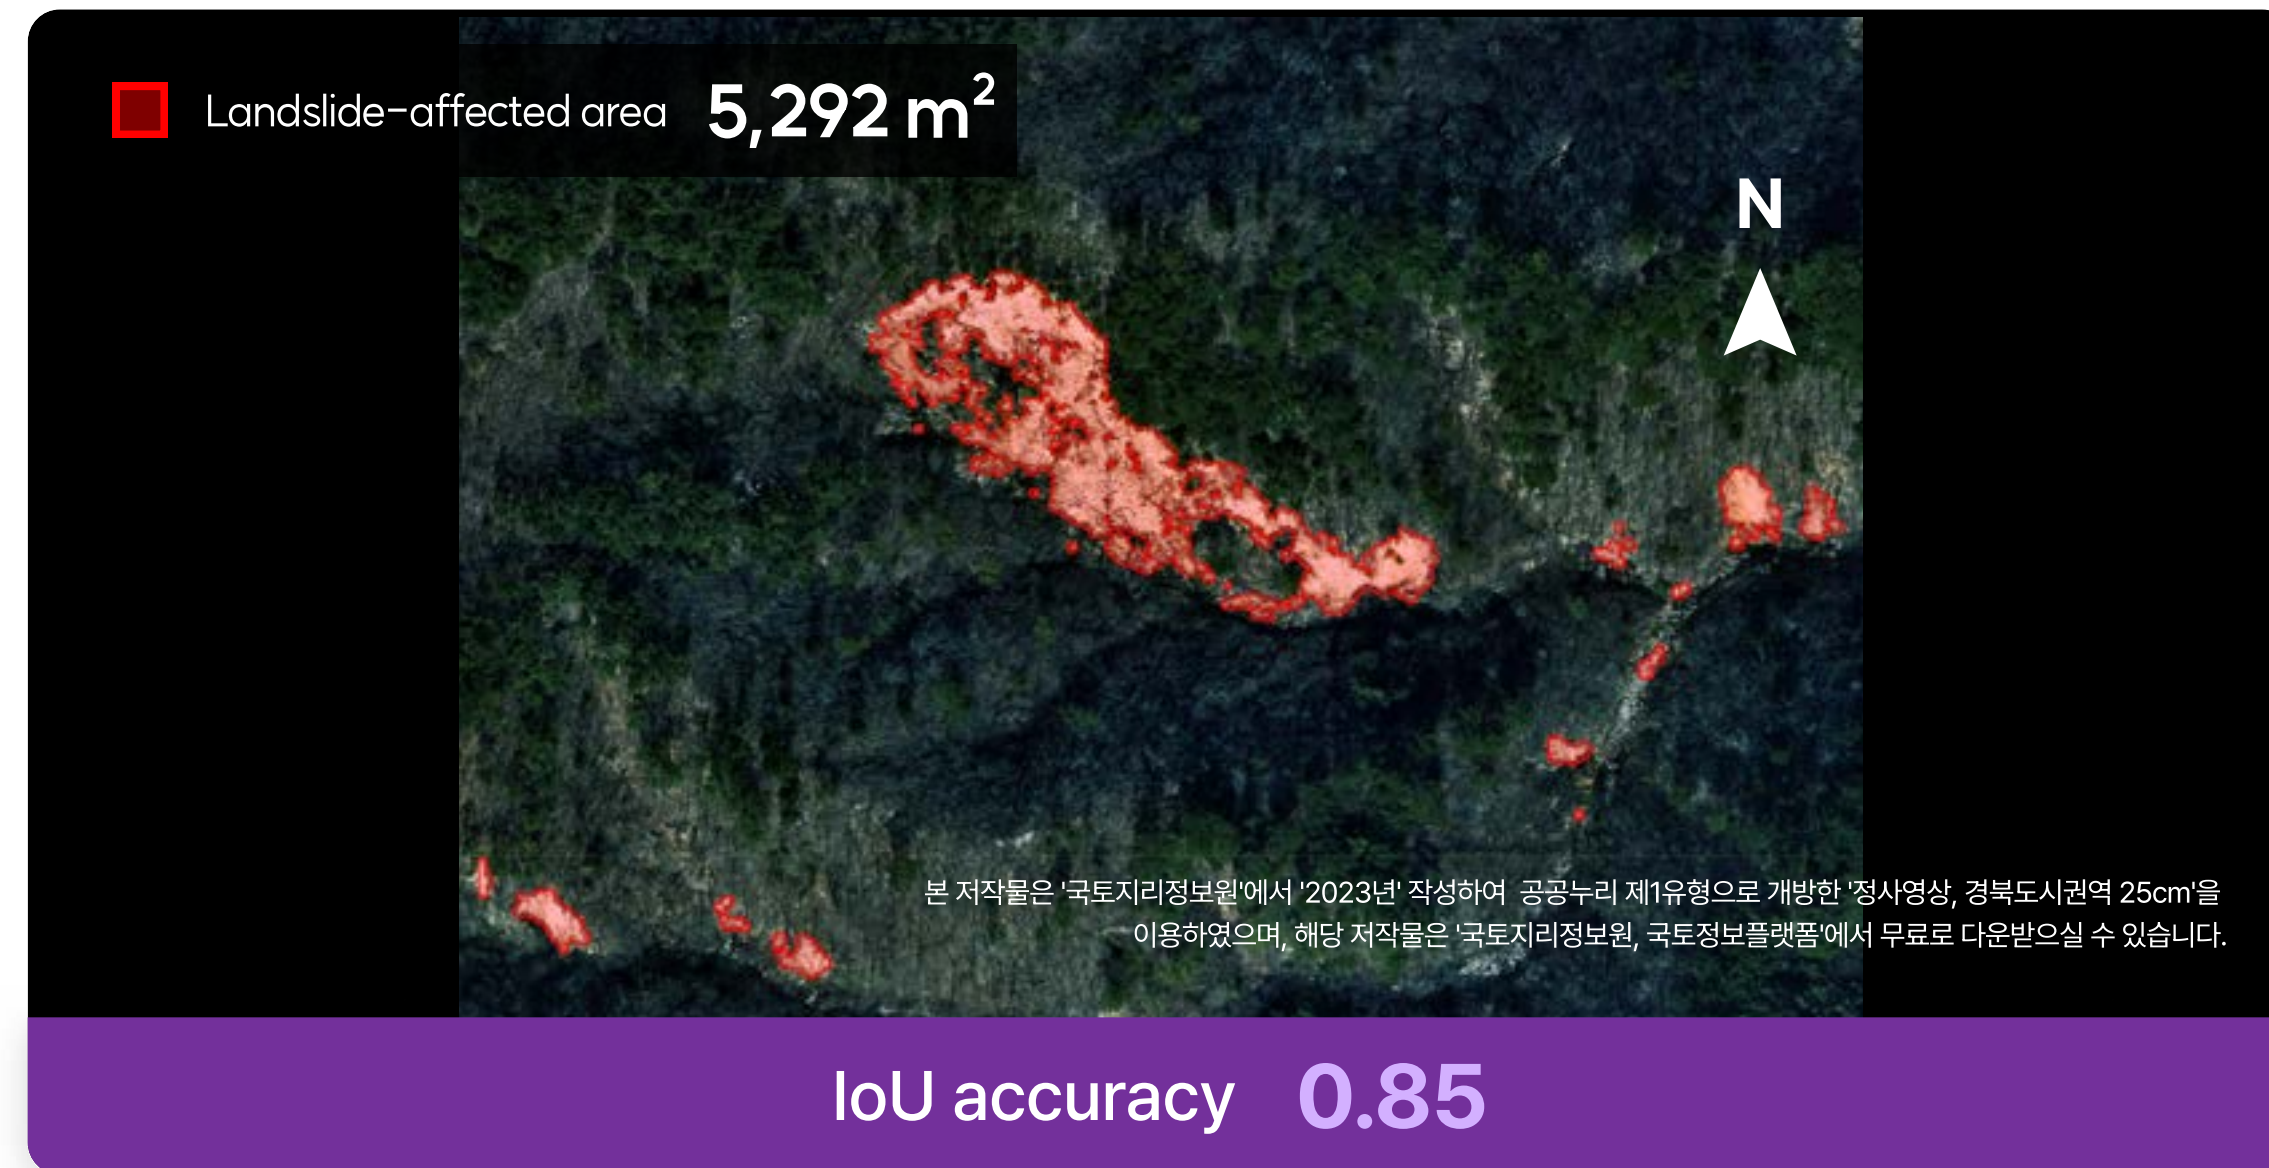 Landslide-affected area 5,292 m²
N
본 저작물은 '국토지리정보원'에서 '2023년' 작성하여 공공누리 제1유형으로 개방한 '정사영상, 경북도시권역 25cm'을
이용하였으며, 해당 저작물은 '국토지리정보원, 국토정보플랫폼'에서 무료로 다운받으실 수 있습니다.
IoU accuracy 0.85